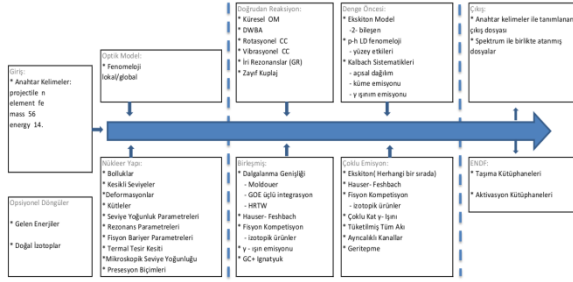 Giriş:
* Anahtar Kelimeler:
projectile n
element fe
mass 56
energy 14.
Opsiyonel Döngüler
* Gelen Enerjiler
* Doğal İzotoplar
Optik Model:
* Fenomeloji
lokal/global
Nükleer Yapı:
* Bolluklar
* Kesikli Seviyeler
*Deformasyonlar
* Kütleler
* Seviye Yoğunluk Parametreleri
* Rezonans Parametreleri
* Fisyon Bariyer Parametreleri
* Termal Tesir Kesiti
*Mikroskopik Seviye Yoğunluğu
* Presesyon Biçimleri
Doğrudan Reaksiyon:
* Küresel OM
* DWBA
* Rotasyonel CC
* Vibrasyonel CC
* İri Rezonanslar (GR)
* Zayıf Kuplaj
Birleşmiş:
* Dalgalanma Genişliği
- Moldouer
- GOE üçlü integrasyon
- HRTW
* Hauser- Feshbach
* Fisyon Kompetisyon
- izotopik ürünler
* γ - ışın emisyonu
* GC+ Ignatyuk
Denge Öncesi:
* Ekskiton Model
-2- bileşen
* p-h LD fenomeloji
- yüzey etkileri
* Kalbach Sistematikleri
- açısal dağılım
- küme emisyonu
- γ ışınım emisyonu
Çoklu Emisyon:
* Ekskiton( Herhangi bir sırada)
* Hauser- Feshbach
* Fisyon Kompetisyon
- izotopik ürünler
* Çoklu Kat γ- Işını
* Tüketilmiş Tüm Akı
* Ayrıcalıklı Kanallar
* Geritepme
Çıkış:
* Anahtar kelimeler ile tanımlanan
çıkış dosyası
* Spektrum ile birlikte atanmış
dosyalar
ENDF:
* Taşıma Kütüphaneleri
* Aktivasyon Kütüphaneleri